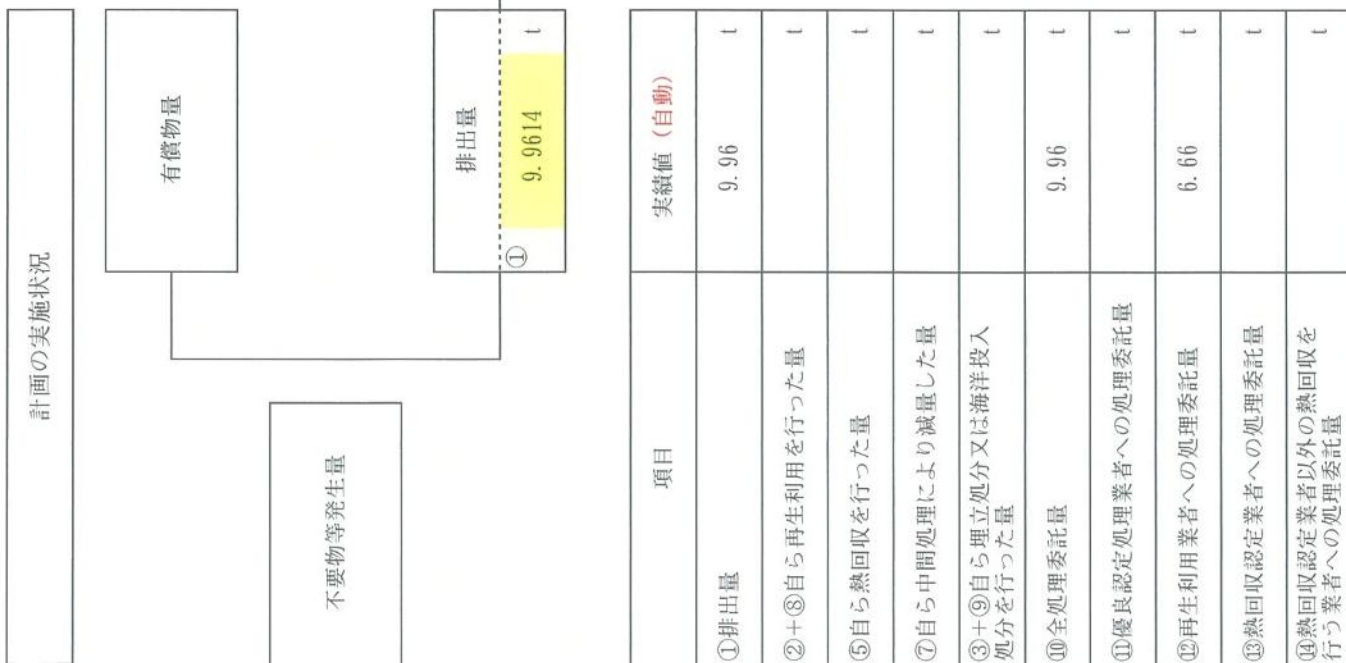 計画の実施状況
有償物量
不要物等発生量
排出量
① 9.9614 t
項目 実績値（自動）
①排出量 9.96 t
②＋⑧自ら再生利用を行った量 t
⑤自ら熱回収を行った量 t
⑦自ら中間処理により減量した量 t
③＋⑨自ら埋立処分又は海洋投入
処分を行った量 t
⑩全処理委託量 9.96 t
⑪優良認定処理業者への処理委託量 t
⑫再生利用業者への処理委託量 6.66 t
⑬熱回収認定業者への処理委託量 t
⑭熱回収認定業者以外の熱回収を
行う業者への処理委託量 t